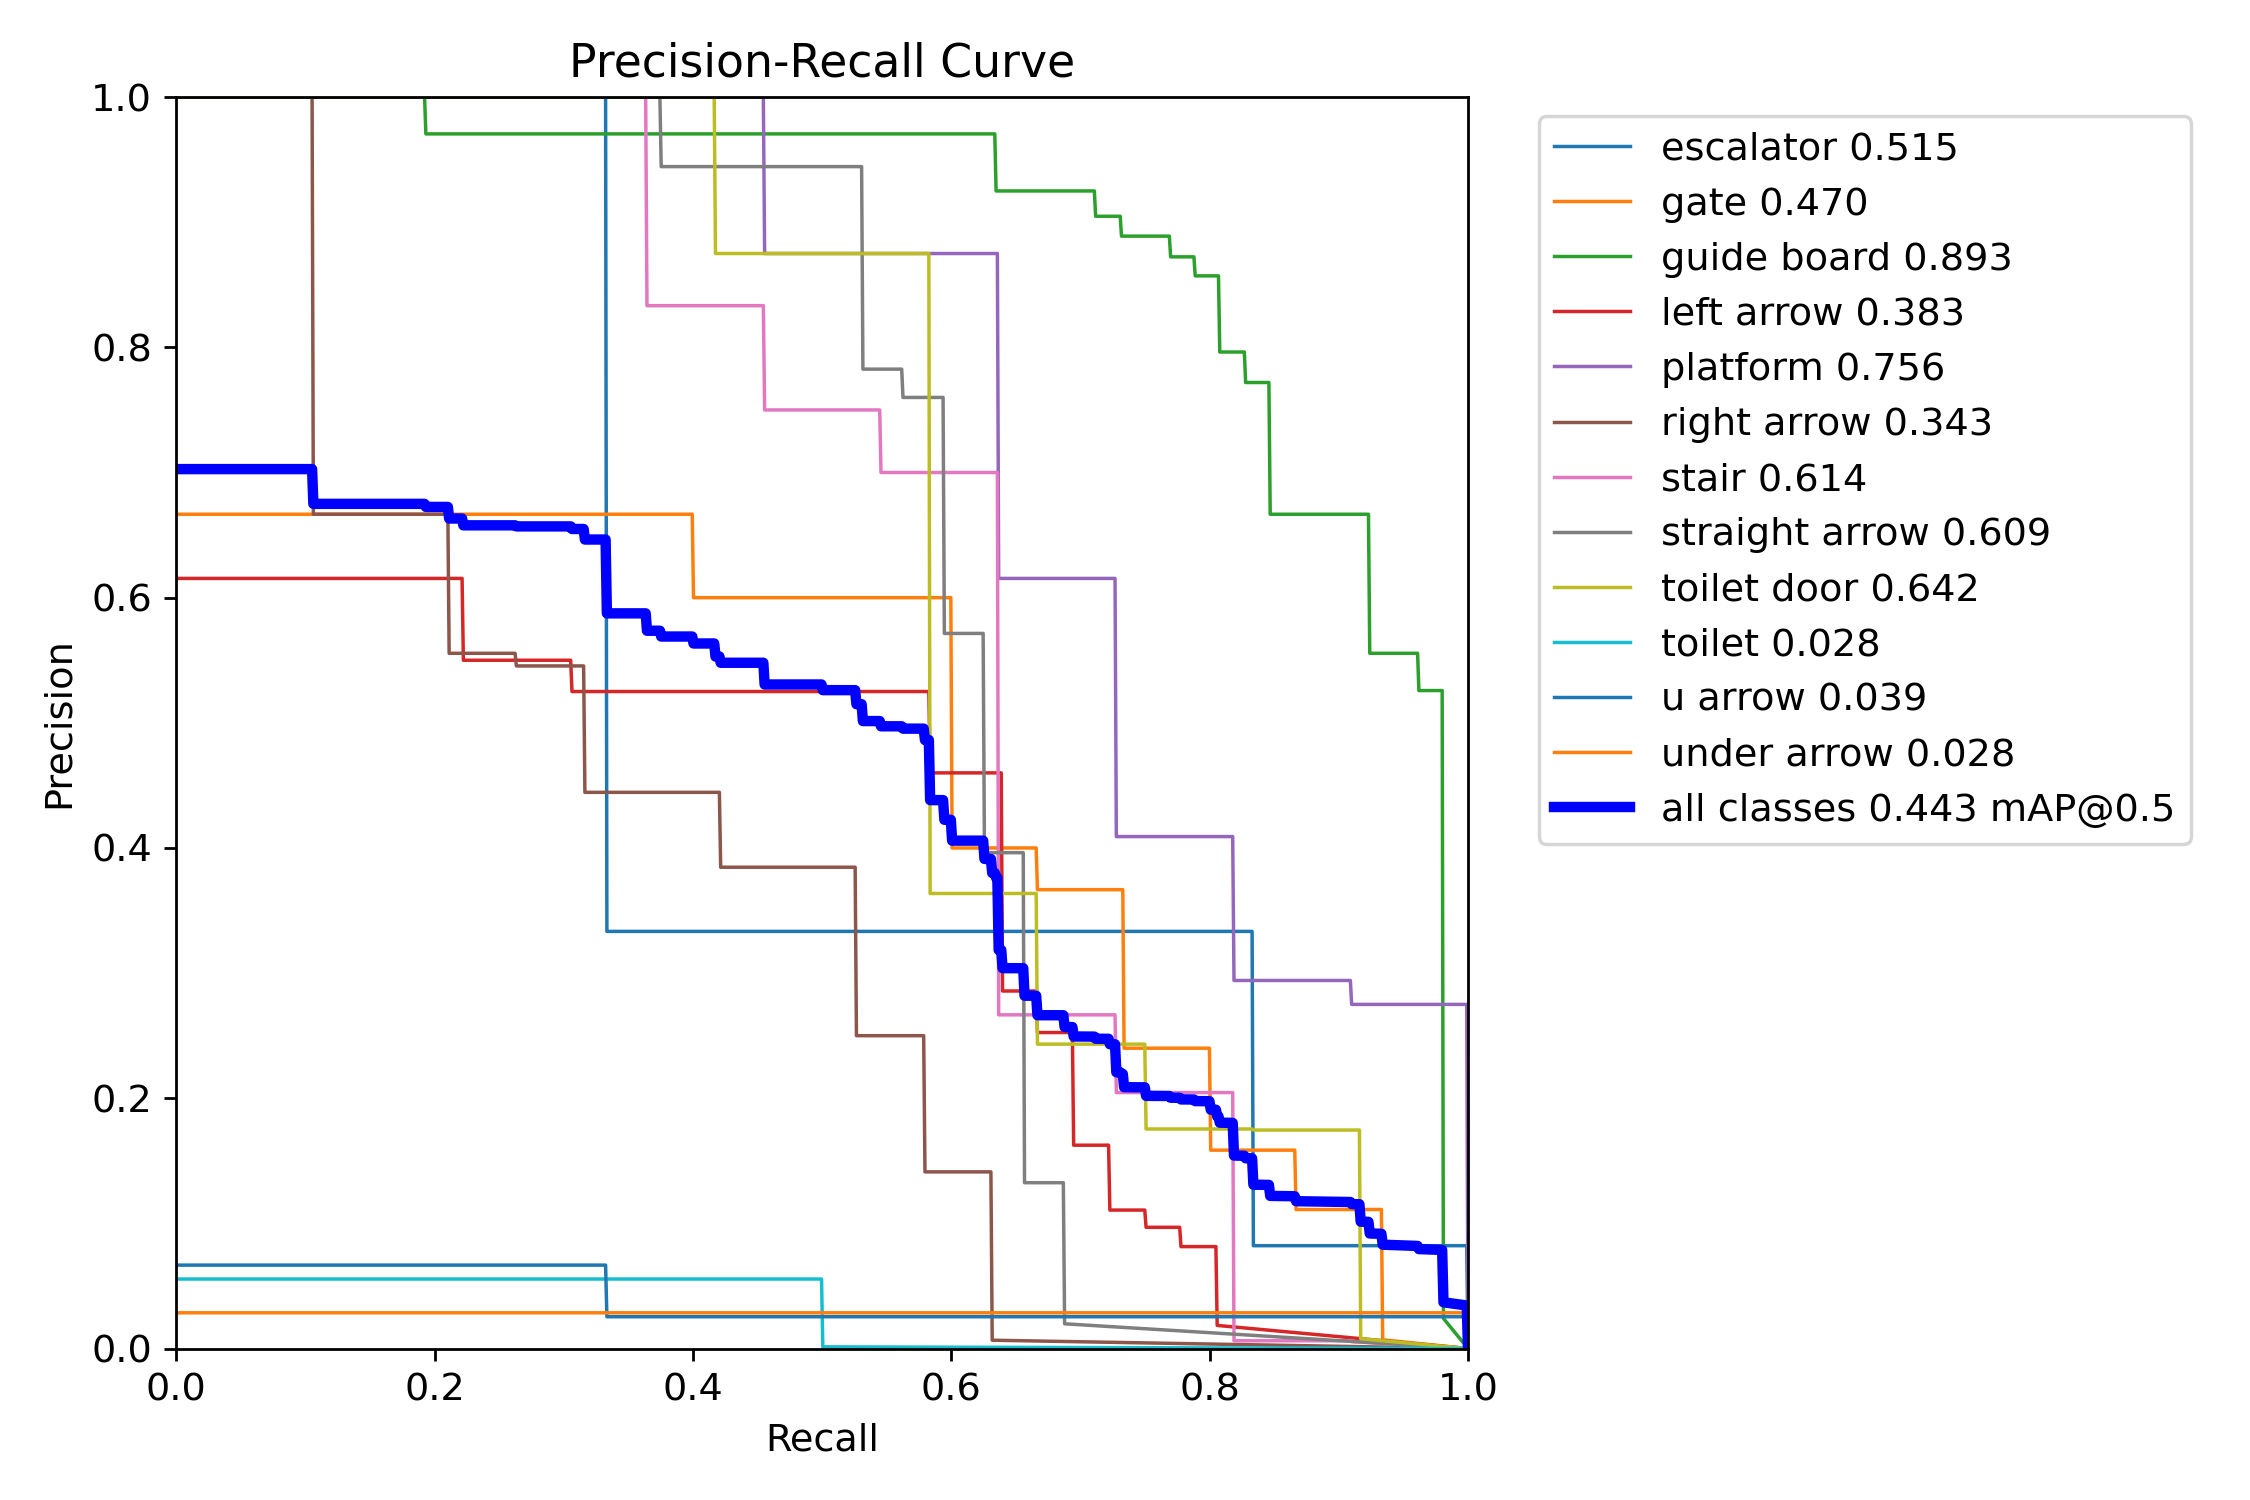 Precision-Recall Curve
1.0
0.8
0.6
0.4
0.2
0.0
Precision
0.0 0.2 0.4 0.6 0.8 1.0
Recall
escalator 0.515
gate 0.470
guide board 0.893
left arrow 0.383
platform 0.756
right arrow 0.343
stair 0.614
straight arrow 0.609
toilet door 0.642
toilet 0.028
u arrow 0.039
under arrow 0.028
all classes 0.443 mAP@0.5